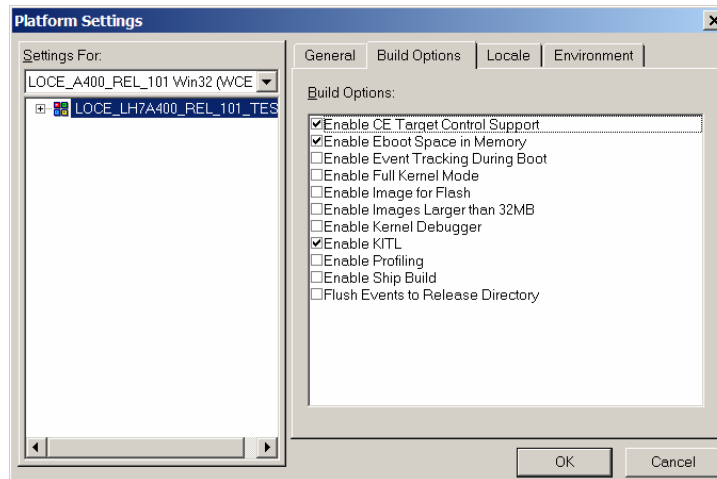 Platform Settings
Settings For:
LOCE_A400_REL_101 Win32 (WCE
LOCE_LH7A400_REL_101_TES
General
Build Options
Locale
Environment
Build Options:
Enable CE Target Control Support
Enable Eboot Space in Memory
Enable Event Tracking During Boot
Enable Full Kernel Mode
Enable Image for Flash
Enable Images Larger than 32MB
Enable Kernel Debugger
Enable KITL
Enable Profiling
Enable Ship Build
Flush Events to Release Directory
OK
Cancel